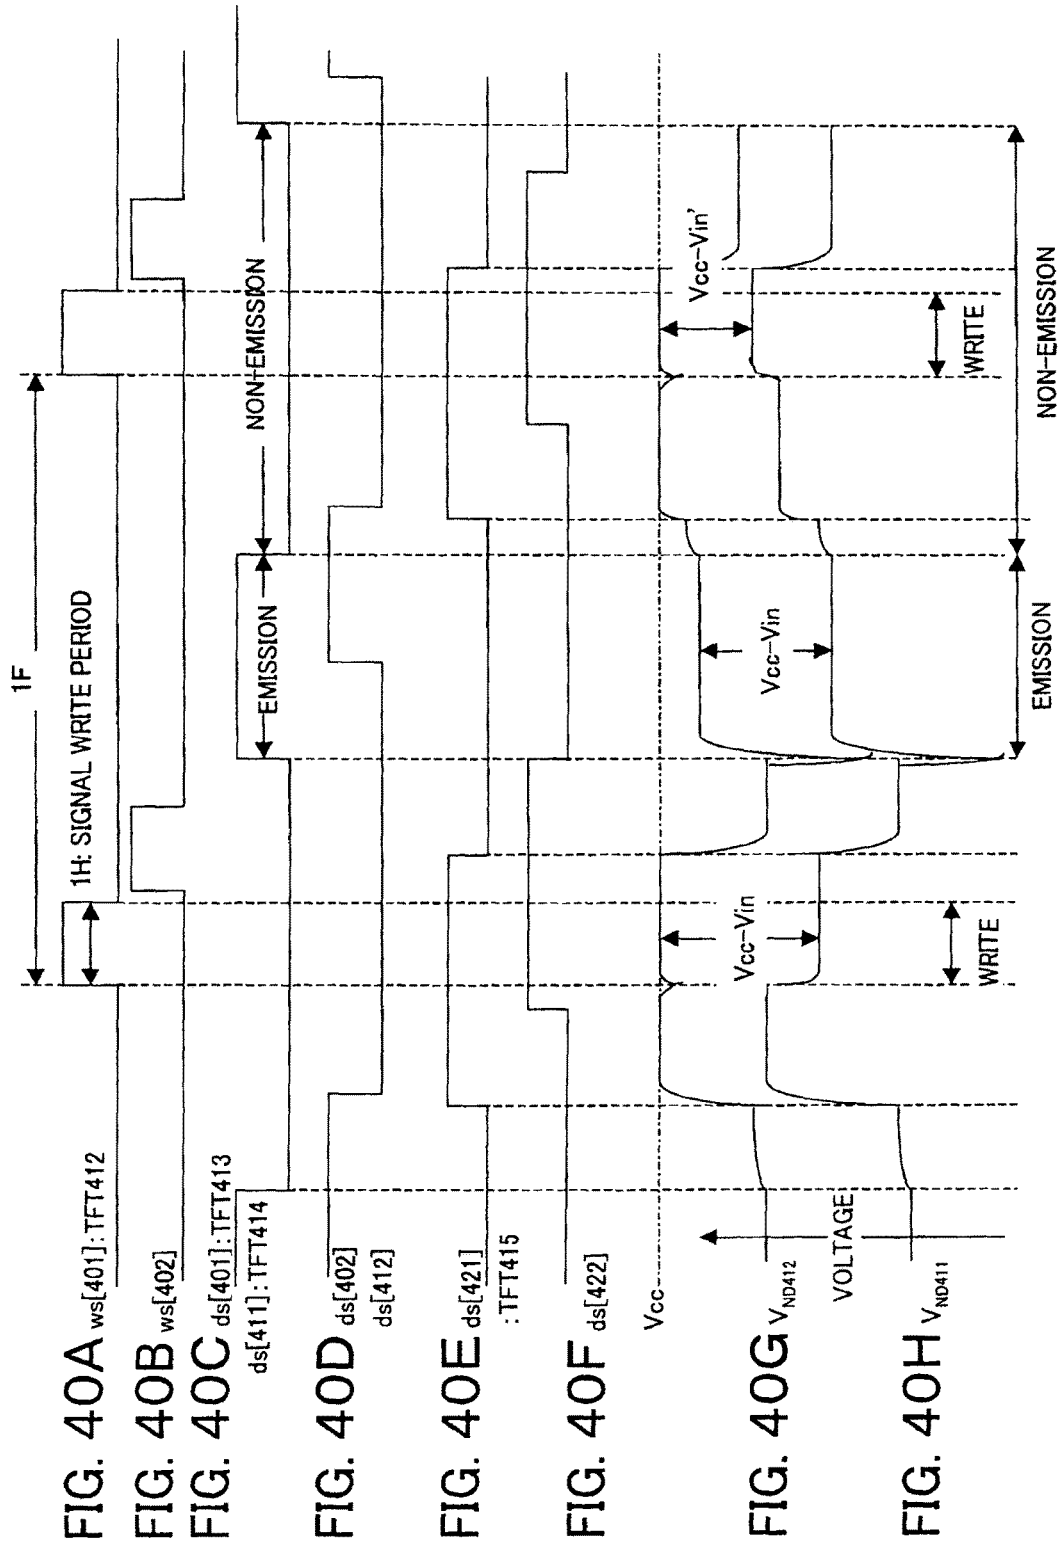 1F
1H: SIGNAL WRITE PERIOD
FIG. 40A ws[401]:TFT412
FIG. 40B ws[402]
FIG. 40C ds[401]:TFT413
ds[411]:TFT414
EMISSION
NON-EMISSION
FIG. 40D ds[402]
ds[412]
FIG. 40E ds[421]
:TFT415
FIG. 40F ds[422]
Vcc
Vcc-Vin
Vcc-Vin
Vcc-Vin'
FIG. 40G VND412
VOLTAGE
FIG. 40H VND411
WRITE
WRITE
EMISSION
NON-EMISSION